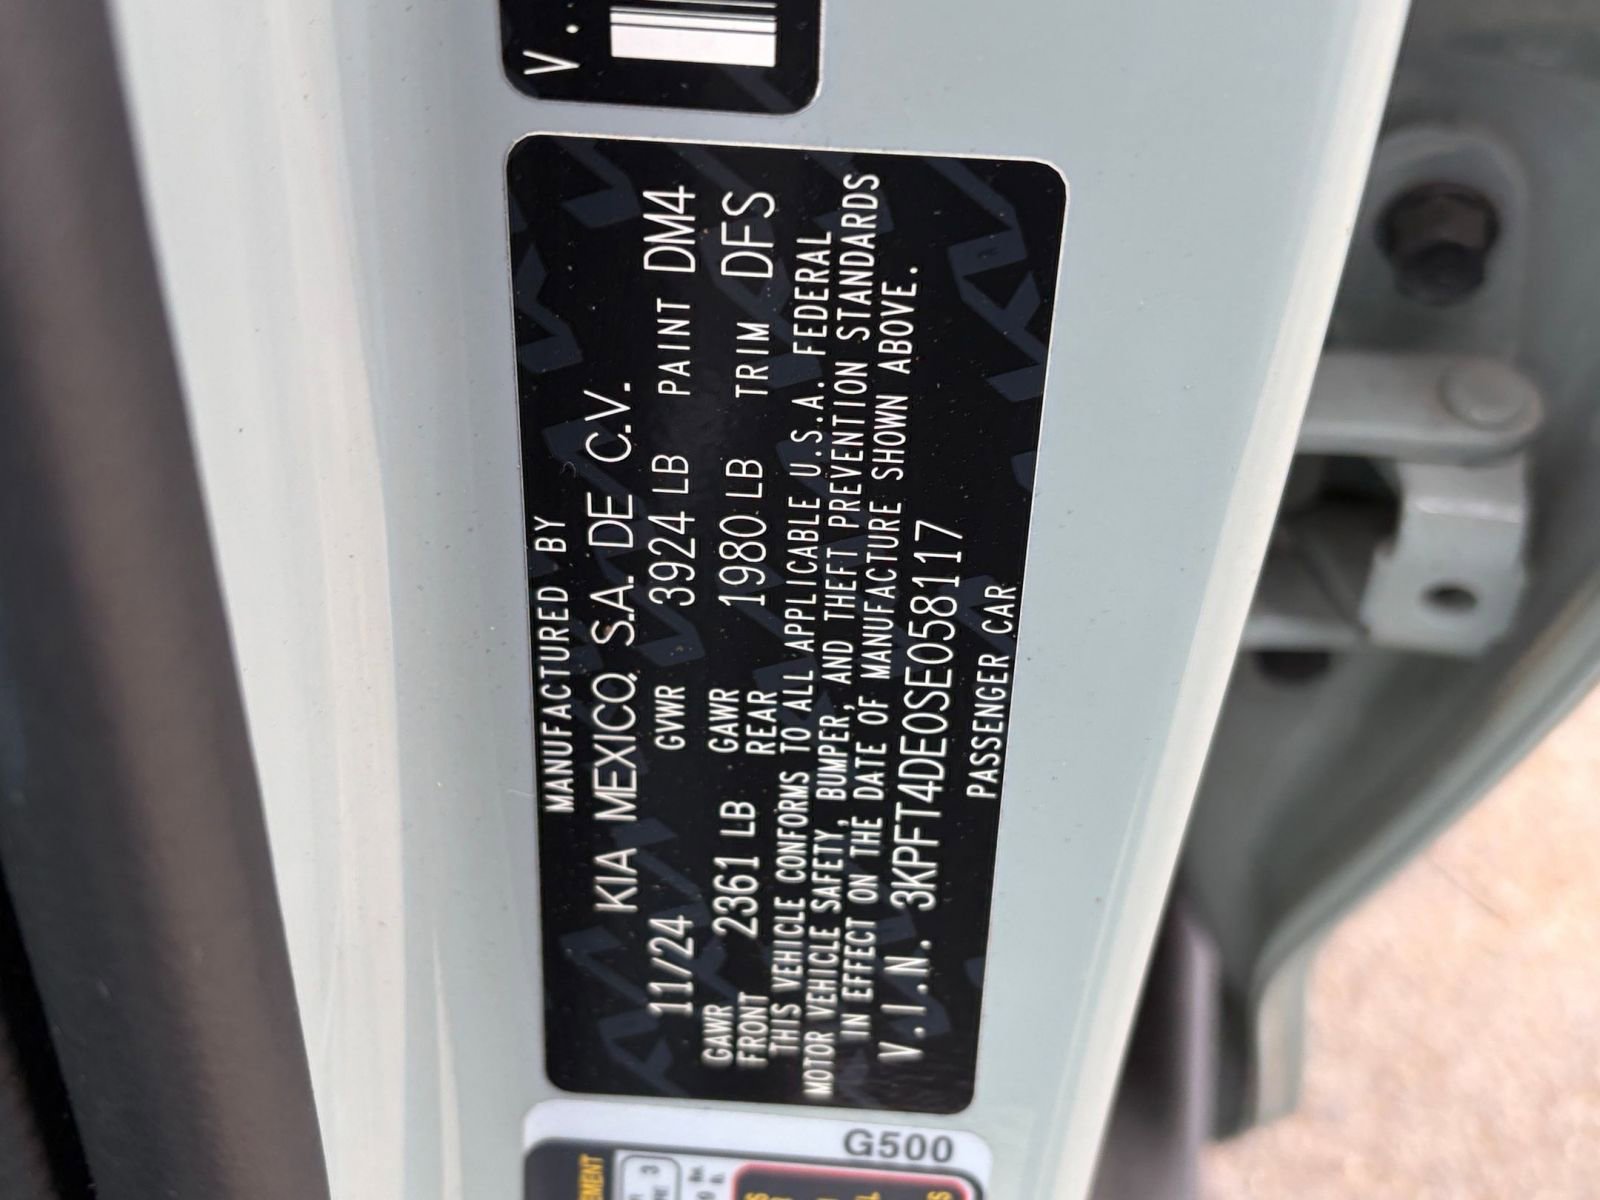 V.
MANUFACTURED BY
KIA MEXICO, S.A. DE C.V.
11/24 GVWR 3924 LB PAINT DM4
GAWR FRONT 2361 LB GAWR REAR 1980 LB TRIM DFS
THIS VEHICLE CONFORMS TO ALL APPLICABLE U.S.A. FEDERAL
MOTOR VEHICLE SAFETY, BUMPER, AND THEFT PREVENTION STANDARDS
IN EFFECT ON THE DATE OF MANUFACTURE SHOWN ABOVE.
V.I.N. 3KPFT4DE0SE058117
PASSENGER CAR
G500